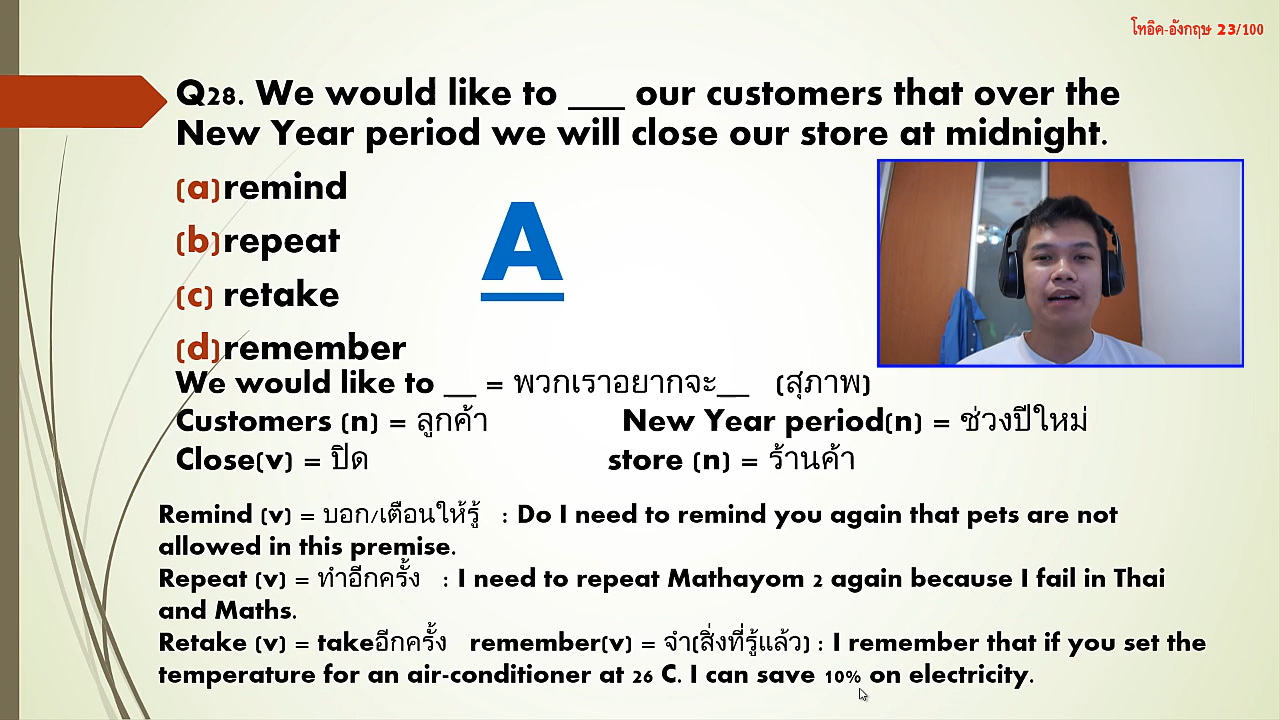 โทอิค-อังกฤษ 23/100
Q28. We would like to ___ our customers that over the
New Year period we will close our store at midnight.
(a)remind
(b)repeat
A
(c) retake
(d)remember
We would like to __ = พวกเราอยากจะ__ (สุภาพ)
Customers (n) = ลูกค้า New Year period(n) = ช่วงปีใหม่
Close(v) = ปิด store (n) = ร้านค้า
Remind (v) = บอก/เตือนให้รู้ : Do I need to remind you again that pets are not
allowed in this premise.
Repeat (v) = ทำอีกครั้ง : I need to repeat Mathayom 2 again because I fail in Thai
and Maths.
Retake (v) = takeอีกครั้ง remember(v) = จำ(สิ่งที่รู้แล้ว) : I remember that if you set the
temperature for an air-conditioner at 26 C. I can save 10% on electricity.